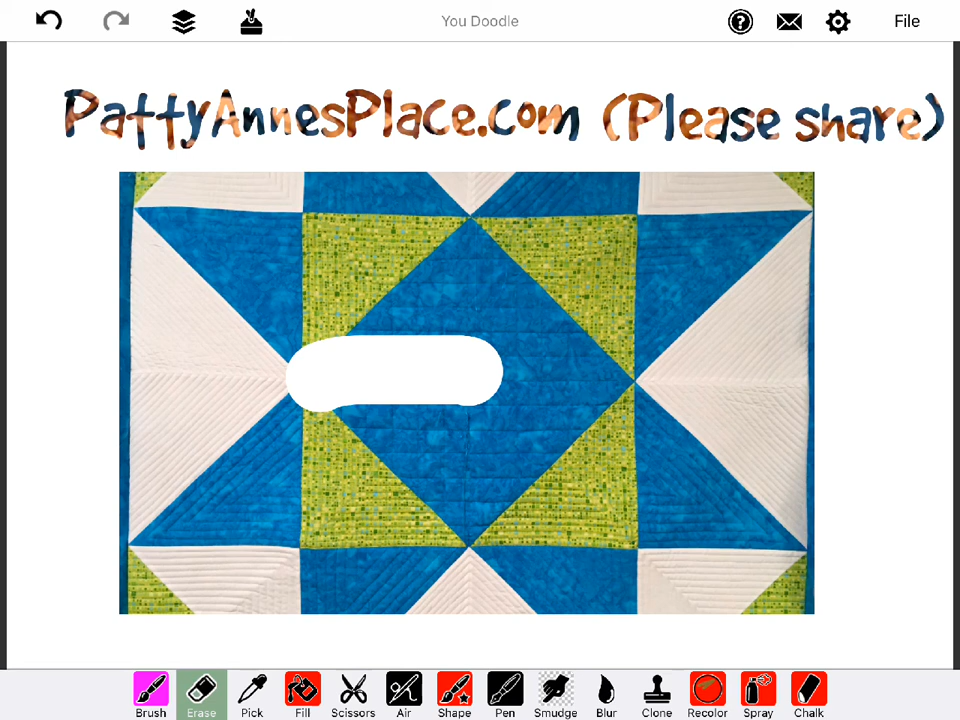 You Doodle
File
PattyAnnesPlace.com (Please share)
Brush Erase Pick Fill Scissors Air Shape Pen Smudge Blur Clone Recolor Spray Chalk